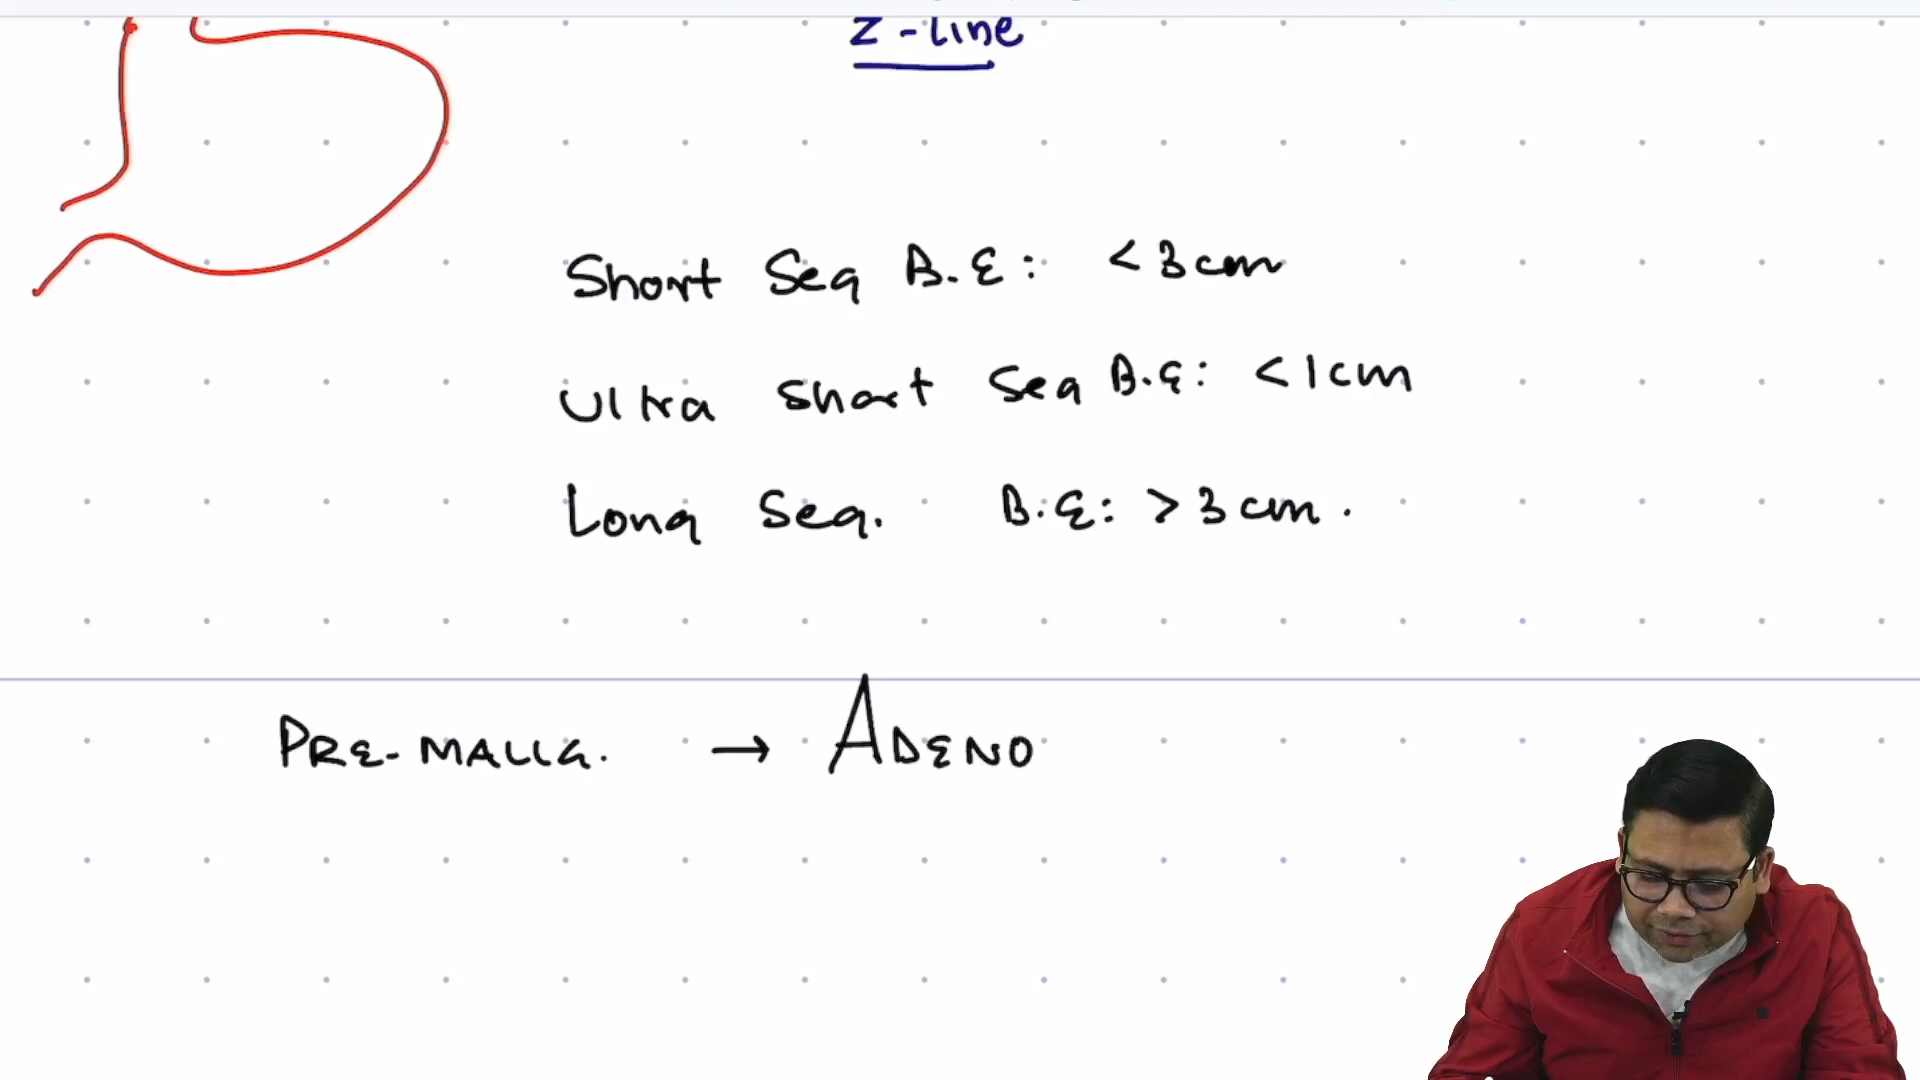 Z-Line
Short Seg B.E: <3cm
Ultra Short Seg B.E: <1cm
Long Seg. B.E: >3cm.
PRE-MALIG. → ADENO